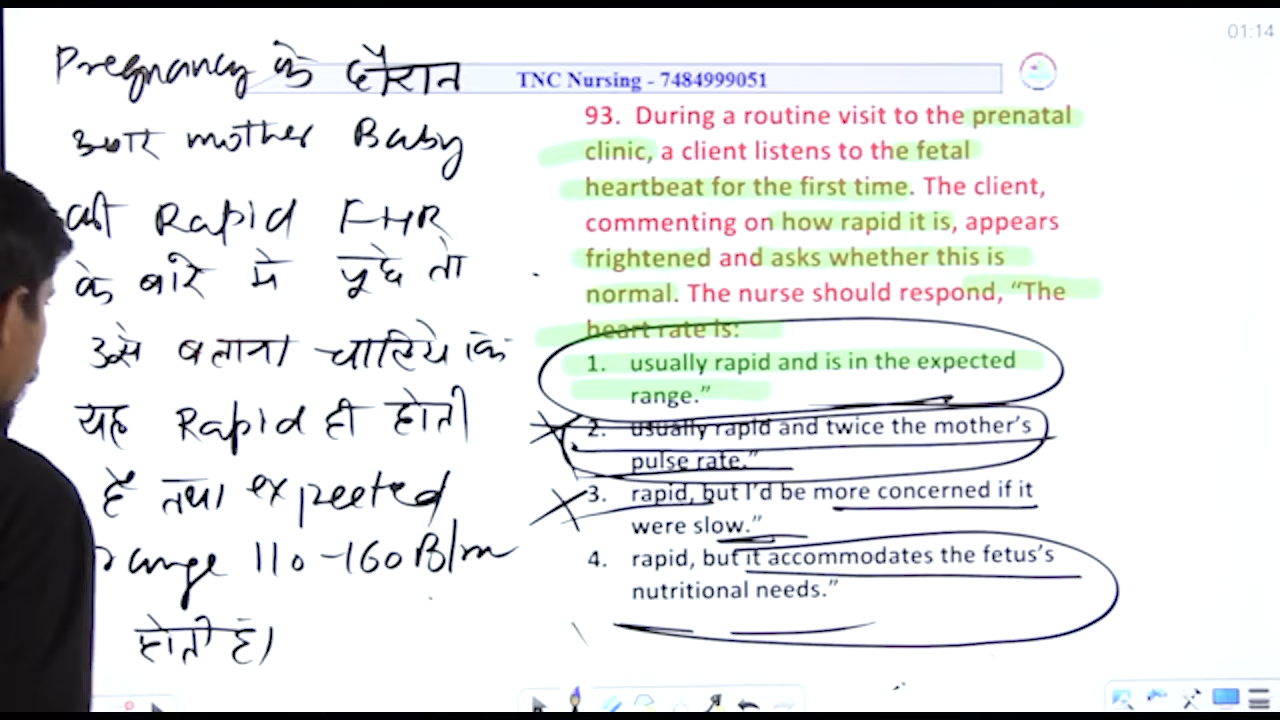 01:14
TNC Nursing - 7484999051
Pregnancy के दौरान
अगर mother Baby
की Rapid FHR
के बारे में पूछे तो
उसे बताना चाहिये कि
यह Rapid ही होती
है तथा expected
range 110-160 B/m
होती है।
93. During a routine visit to the prenatal
clinic, a client listens to the fetal
heartbeat for the first time. The client,
commenting on how rapid it is, appears
frightened and asks whether this is
normal. The nurse should respond, “The
heart rate is:
1. usually rapid and is in the expected
range.”
2. usually rapid and twice the mother’s
pulse rate.”
3. rapid, but I’d be more concerned if it
were slow.”
4. rapid, but it accommodates the fetus’s
nutritional needs.”